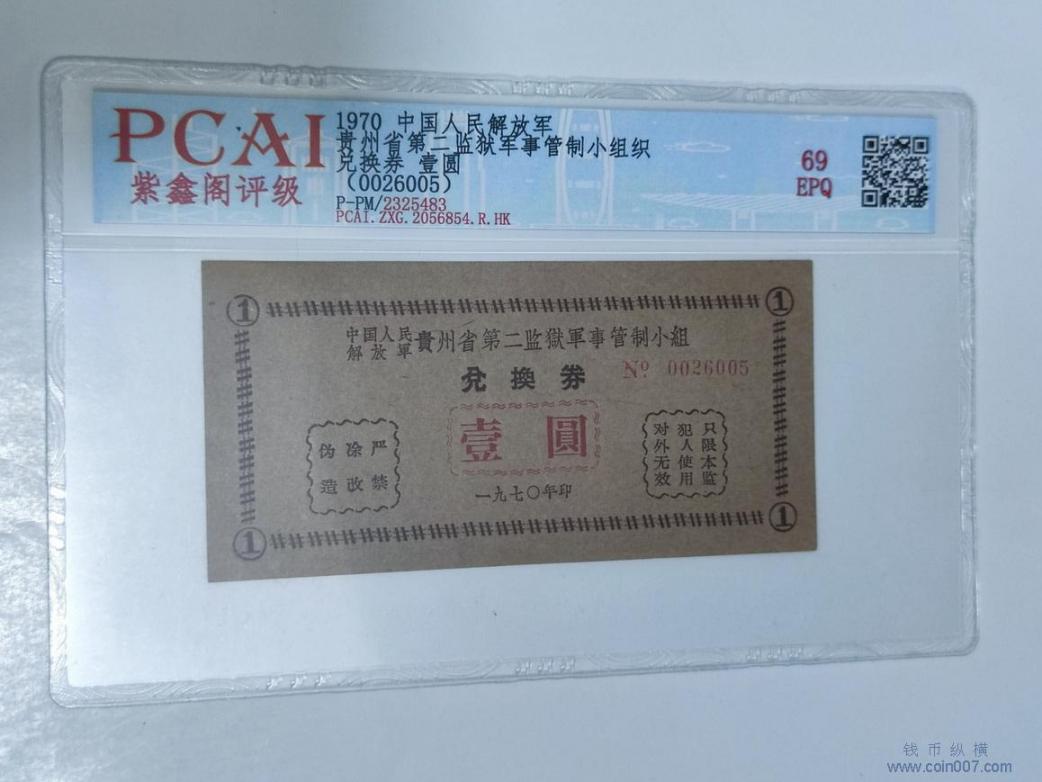 PCAI
紫鑫阁评级
1970 中国人民解放军
贵州省第二监狱军事管制小组织
兑换券 壹圆
(0026005)
P-PM/2325483
PCAI.ZXG.2056854.R.HK
69
EPQ
1
1
中国人民
解放軍
貴州省第二监獄軍事管制小組
兌換券
Nº 0026005
严禁
涂改
伪造
壹圓
一九七〇年印
只限本监
犯人使用
对外无效
1
1
钱币纵横
www.coin007.com